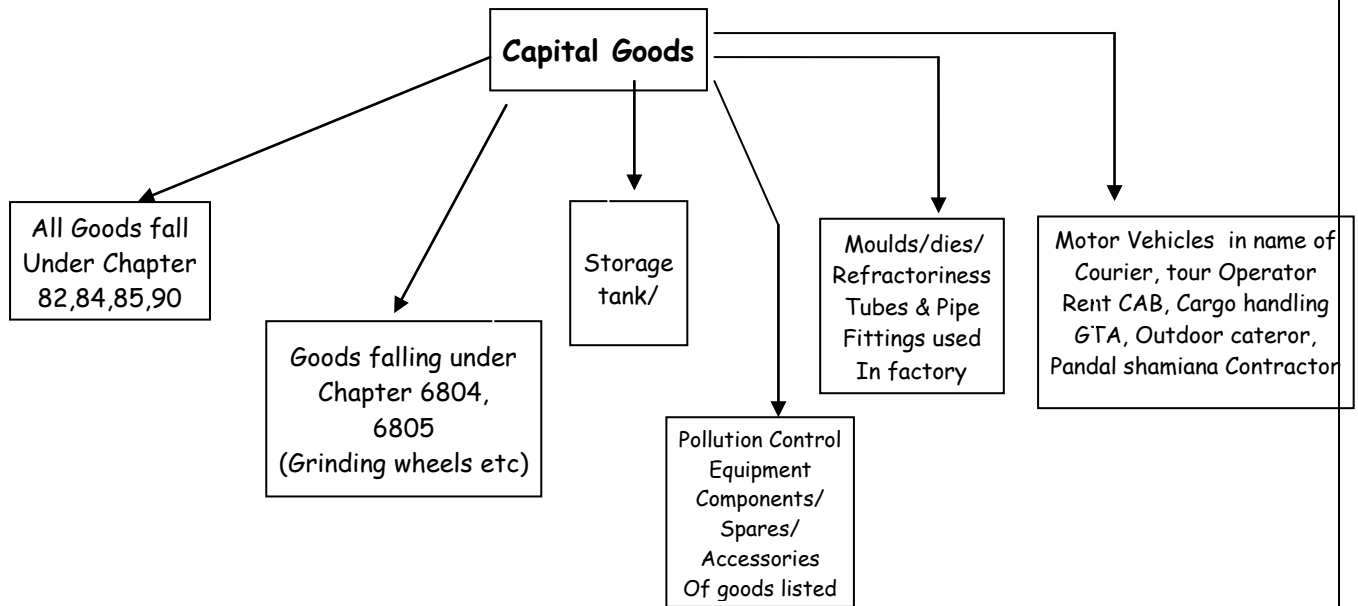 Capital Goods
All Goods fall
Under Chapter
82,84,85,90
Goods falling under
Chapter 6804,
6805
(Grinding wheels etc)
Storage
tank/
Pollution Control
Equipment
Components/
Spares/
Accessories
Of goods listed
Moulds/dies/
Refractoriness
Tubes & Pipe
Fittings used
In factory
Motor Vehicles in name of
Courier, tour Operator
Rent CAB, Cargo handling
GTA, Outdoor cateror,
Pandal shamiana Contractor